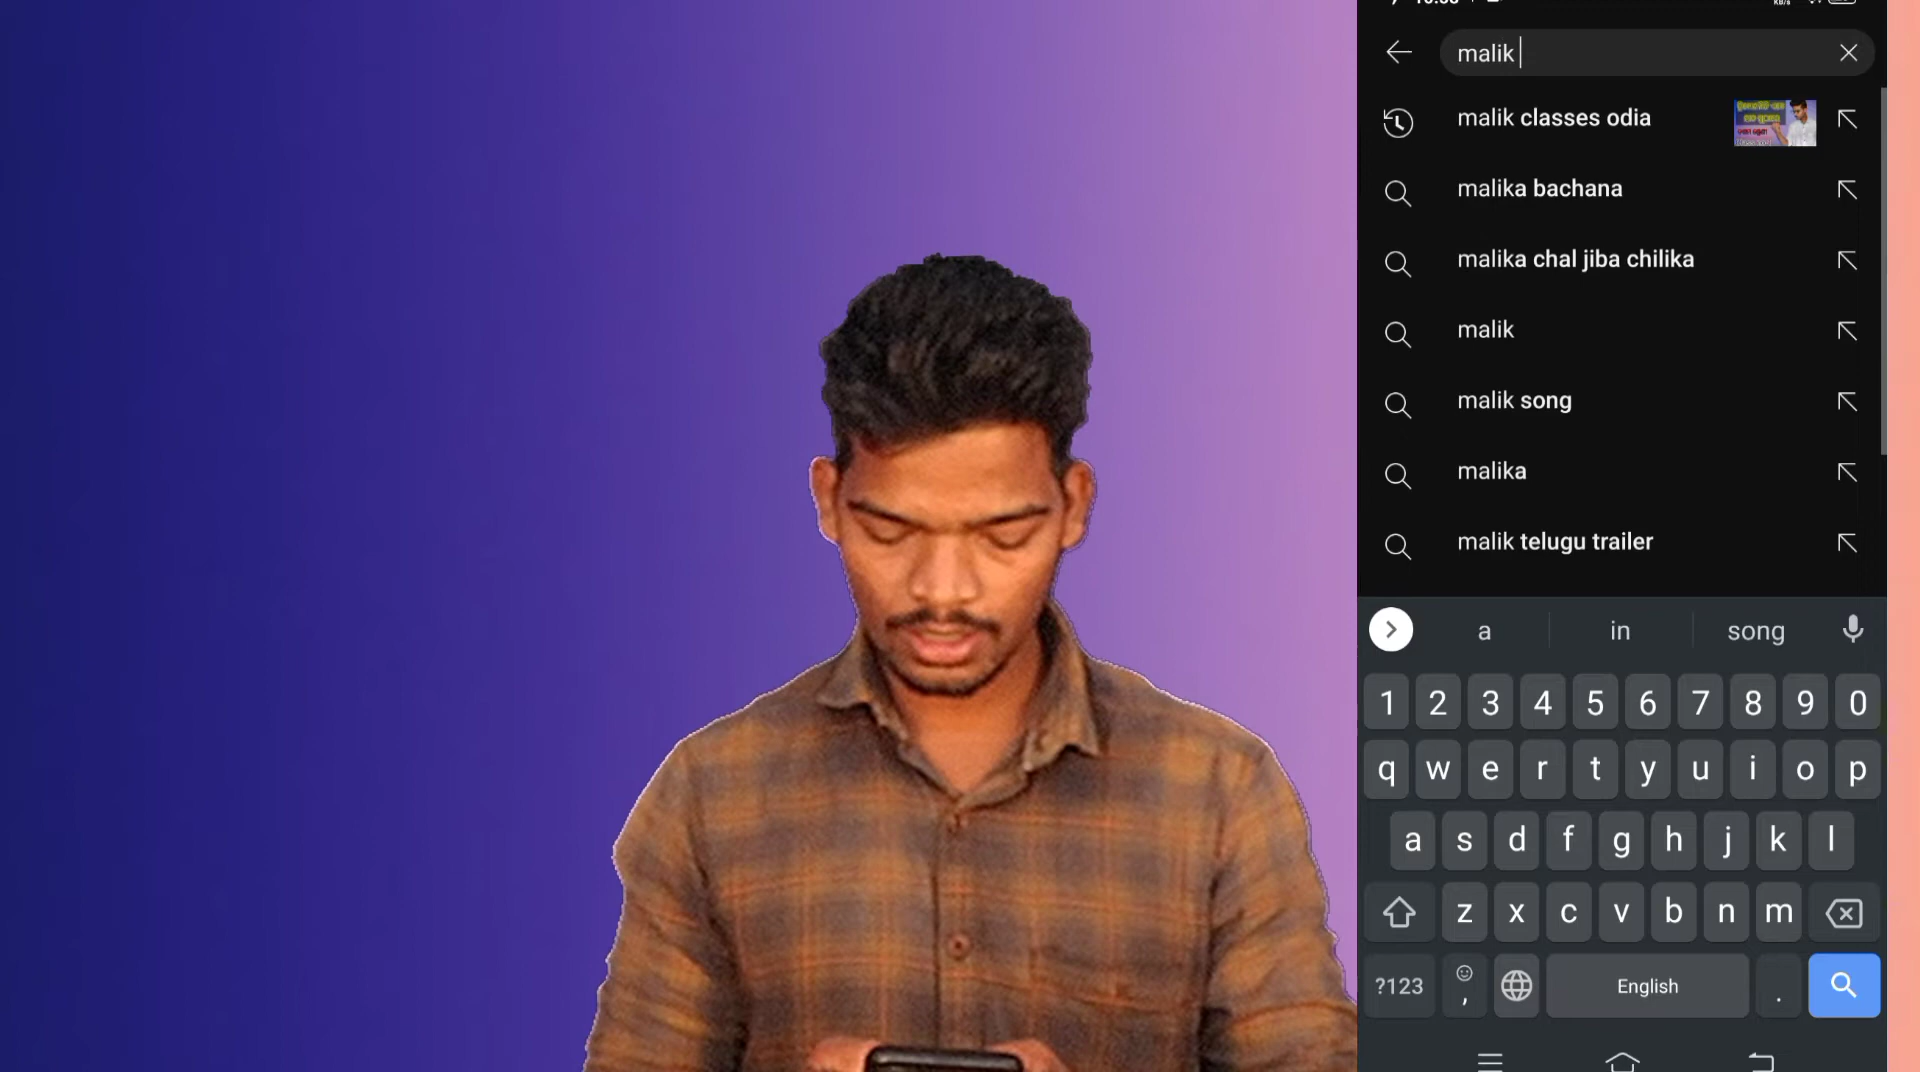 malik
malik classes odia
malika bachana
malika chal jiba chilika
malik
malik song
malika
malik telugu trailer
a in song
1 2 3 4 5 6 7 8 9 0
q w e r t y u i o p
a s d f g h j k l
z x c v b n m
?123 , English .